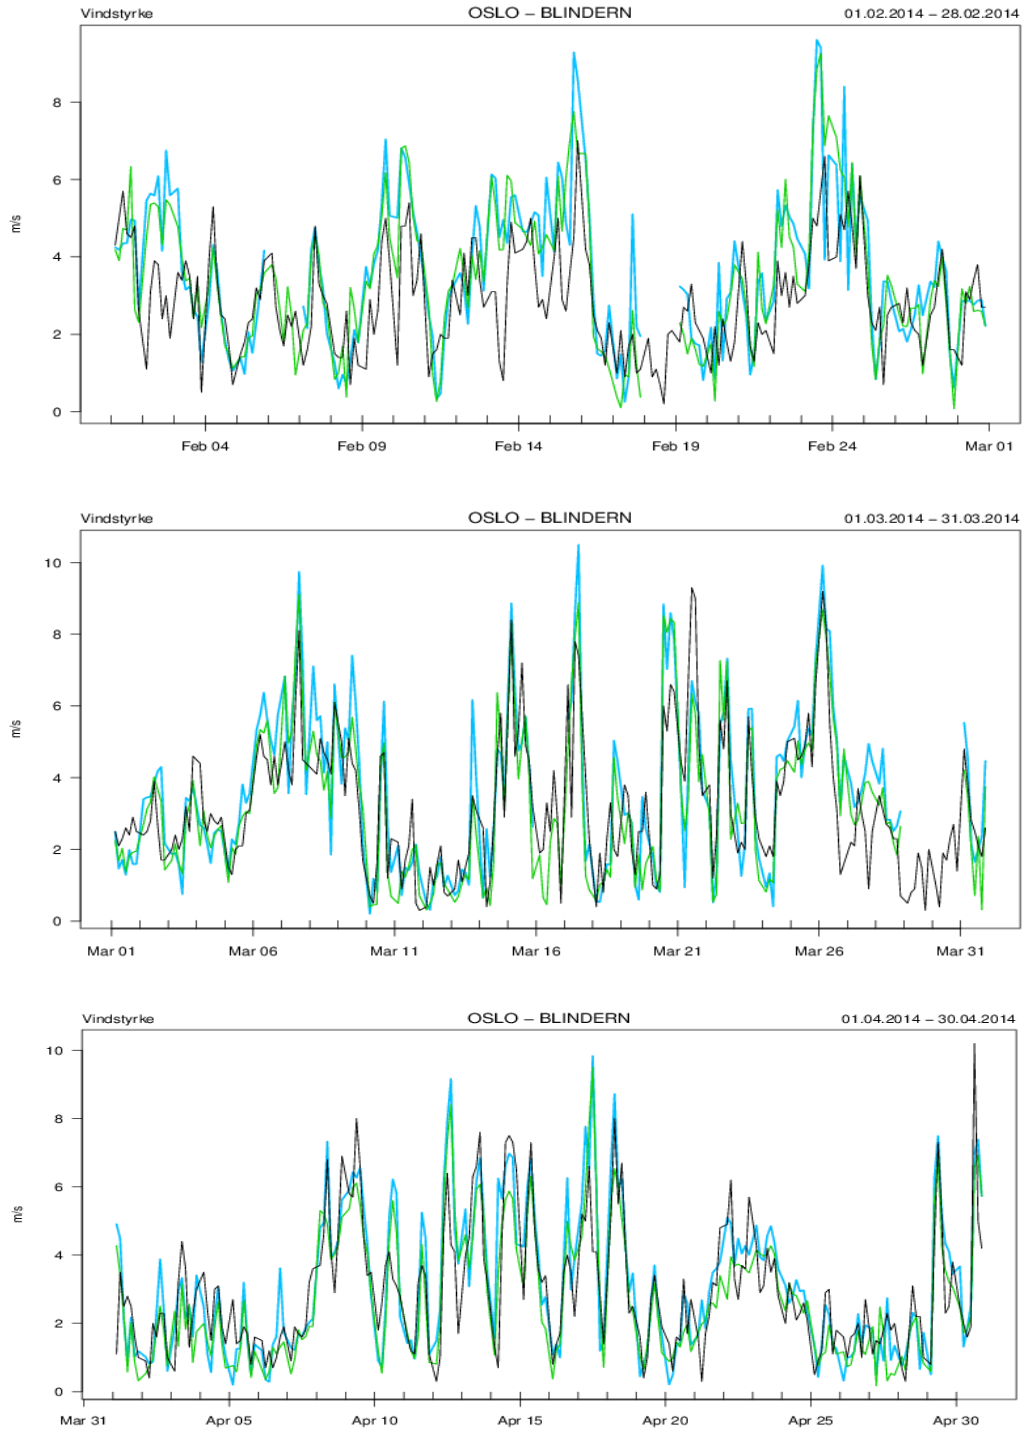 Vindstyrke OSLO – BLINDERN 01.02.2014 – 28.02.2014
8
6
m/s
4
2
0
Feb 04 Feb 09 Feb 14 Feb 19 Feb 24 Mar 01
Vindstyrke OSLO – BLINDERN 01.03.2014 – 31.03.2014
10
8
6
m/s
4
2
0
Mar 01 Mar 06 Mar 11 Mar 16 Mar 21 Mar 26 Mar 31
Vindstyrke OSLO – BLINDERN 01.04.2014 – 30.04.2014
10
8
6
m/s
4
2
0
Mar 31 Apr 05 Apr 10 Apr 15 Apr 20 Apr 25 Apr 30